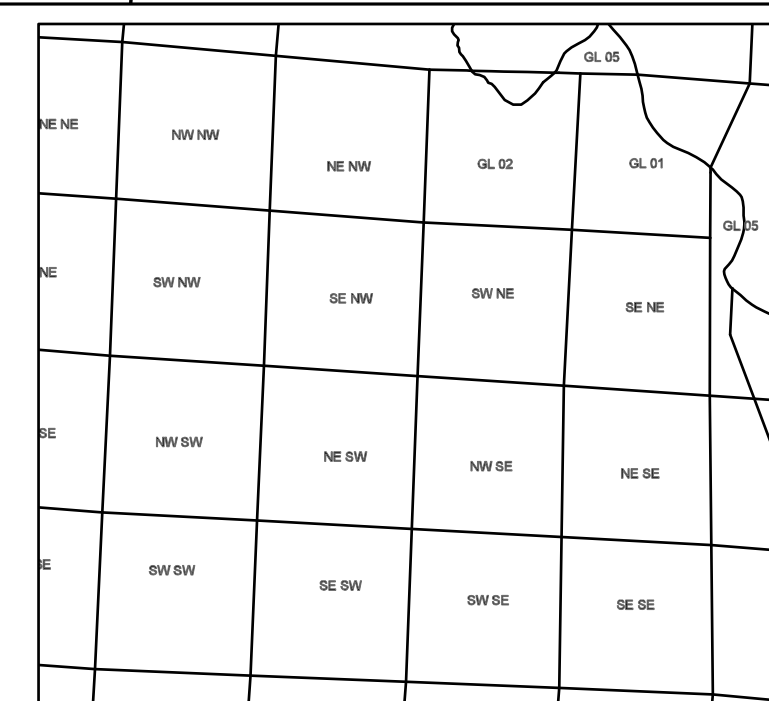 GL 05
NE NE
NW NW
NE NW
GL 02
GL 01
GL 05
NE
SW NW
SE NW
SW NE
SE NE
SE
NW SW
NE SW
NW SE
NE SE
SE
SW SW
SE SW
SW SE
SE SE